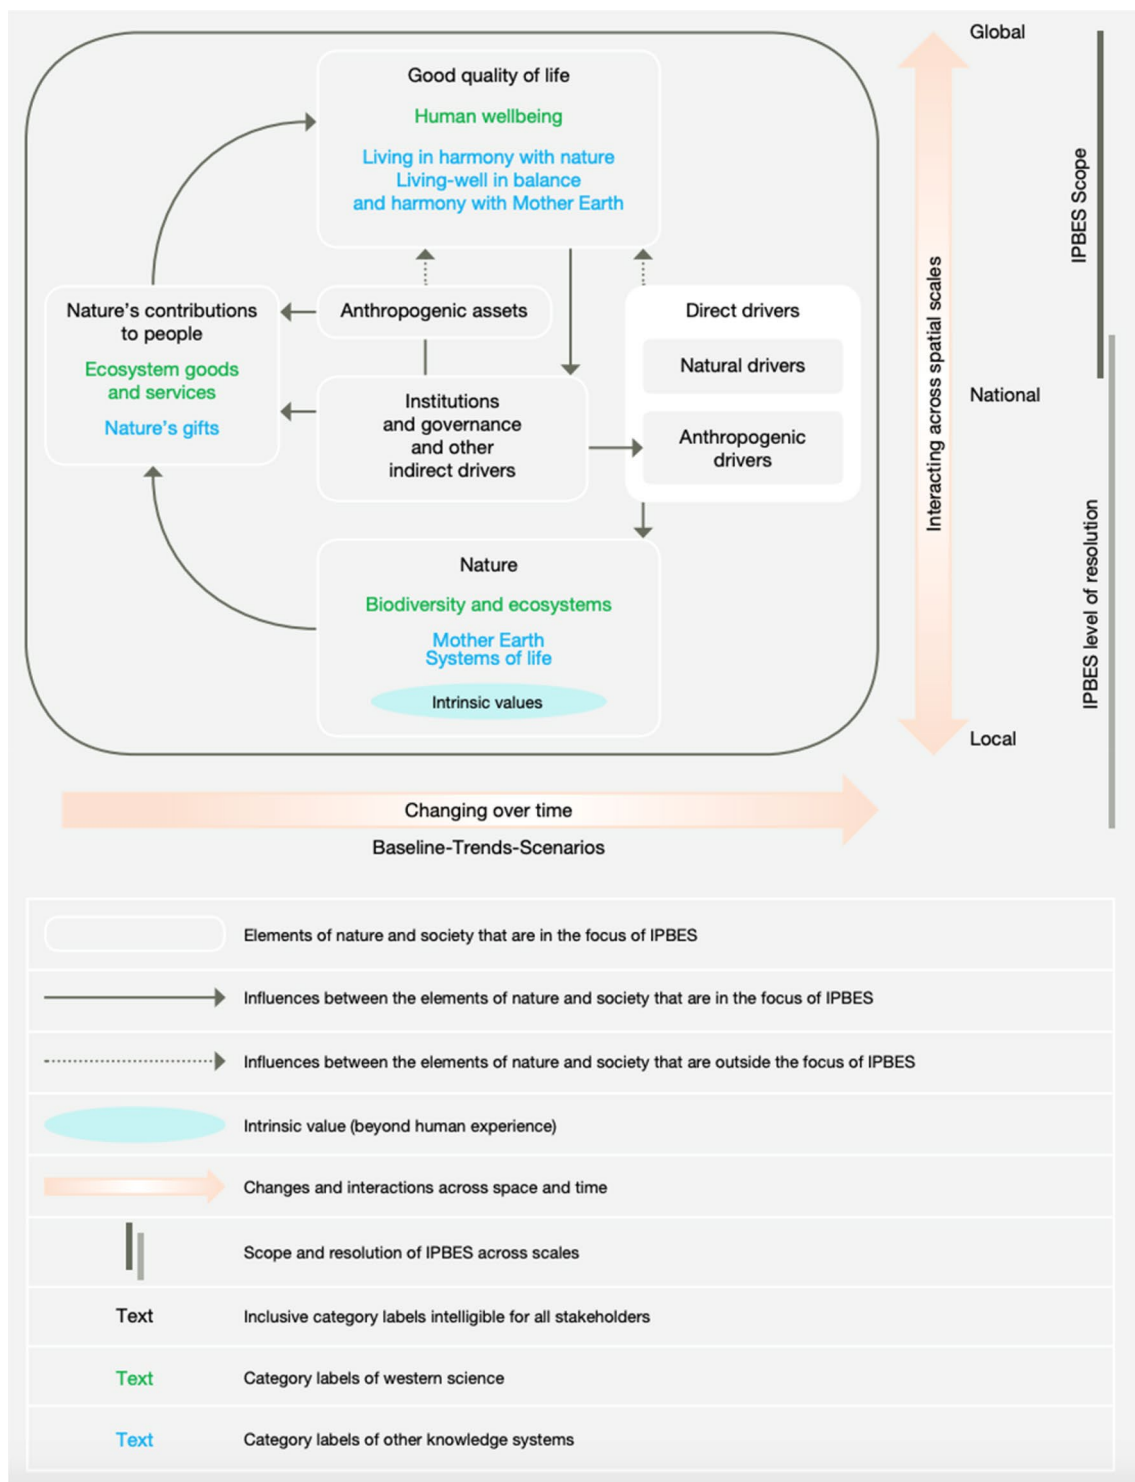 Global
Good quality of life
Human wellbeing
Living in harmony with nature
Living-well in balance
and harmony with Mother Earth
IPBES Scope
Nature's contributions
to people
Ecosystem goods
and services
Nature's gifts
Anthropogenic assets
Institutions
and governance
and other
indirect drivers
Direct drivers
Natural drivers
Anthropogenic
drivers
Interacting across spatial scales
National
IPBES level of resolution
Nature
Biodiversity and ecosystems
Mother Earth
Systems of life
Intrinsic values
Local
Changing over time
Baseline-Trends-Scenarios
Elements of nature and society that are in the focus of IPBES
Influences between the elements of nature and society that are in the focus of IPBES
Influences between the elements of nature and society that are outside the focus of IPBES
Intrinsic value (beyond human experience)
Changes and interactions across space and time
Scope and resolution of IPBES across scales
Text Inclusive category labels intelligible for all stakeholders
Text Category labels of western science
Text Category labels of other knowledge systems